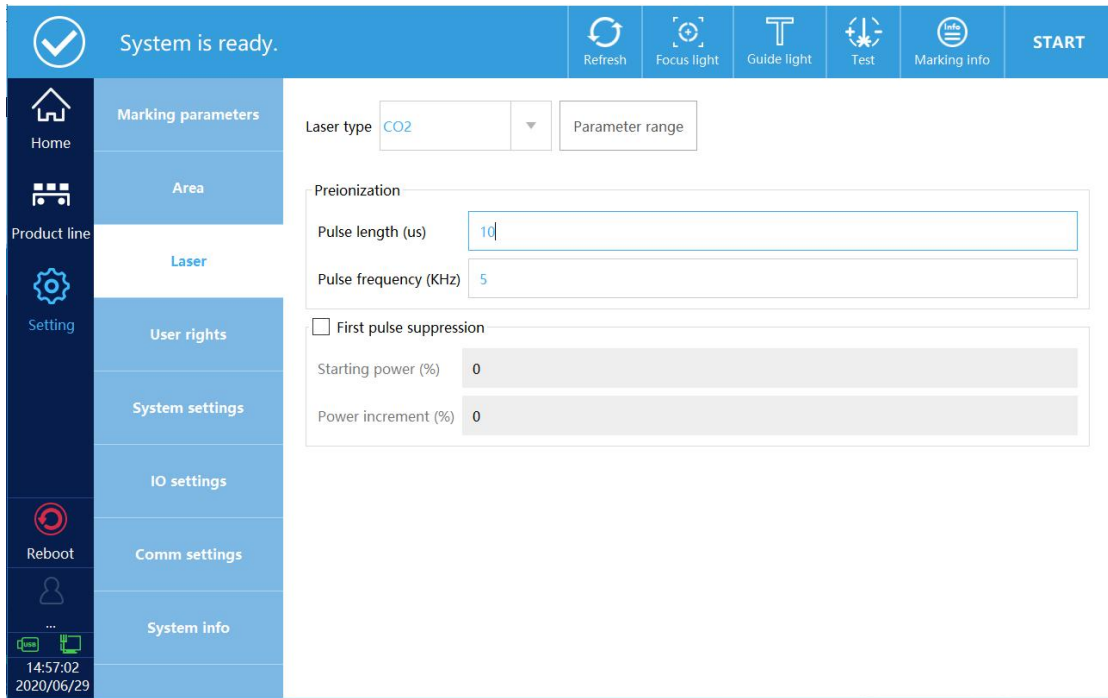 System is ready.
Refresh
Focus light
Guide light
Test
Info
Marking info
START
Home
Product line
Setting
Reboot
...
USB
14:57:02
2020/06/29
Marking parameters
Area
Laser
User rights
System settings
IO settings
Comm settings
System info
Laser type CO2
Parameter range
Preionization
Pulse length (us) 10
Pulse frequency (KHz) 5
First pulse suppression
Starting power (%) 0
Power increment (%) 0